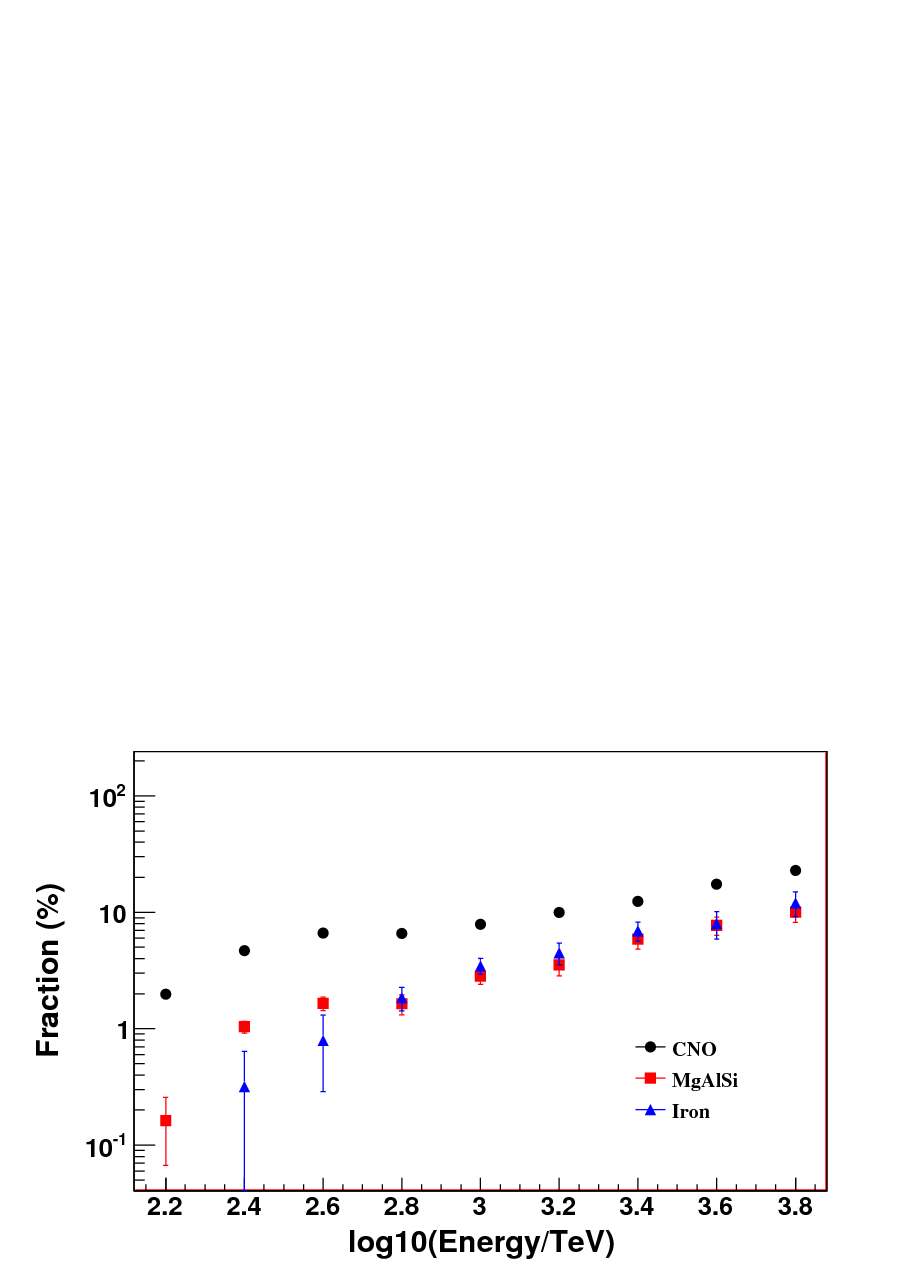 Fraction (%)
10²
10
1
10⁻¹
CNO
MgAlSi
Iron
2.2 2.4 2.6 2.8 3 3.2 3.4 3.6 3.8
log10(Energy/TeV)